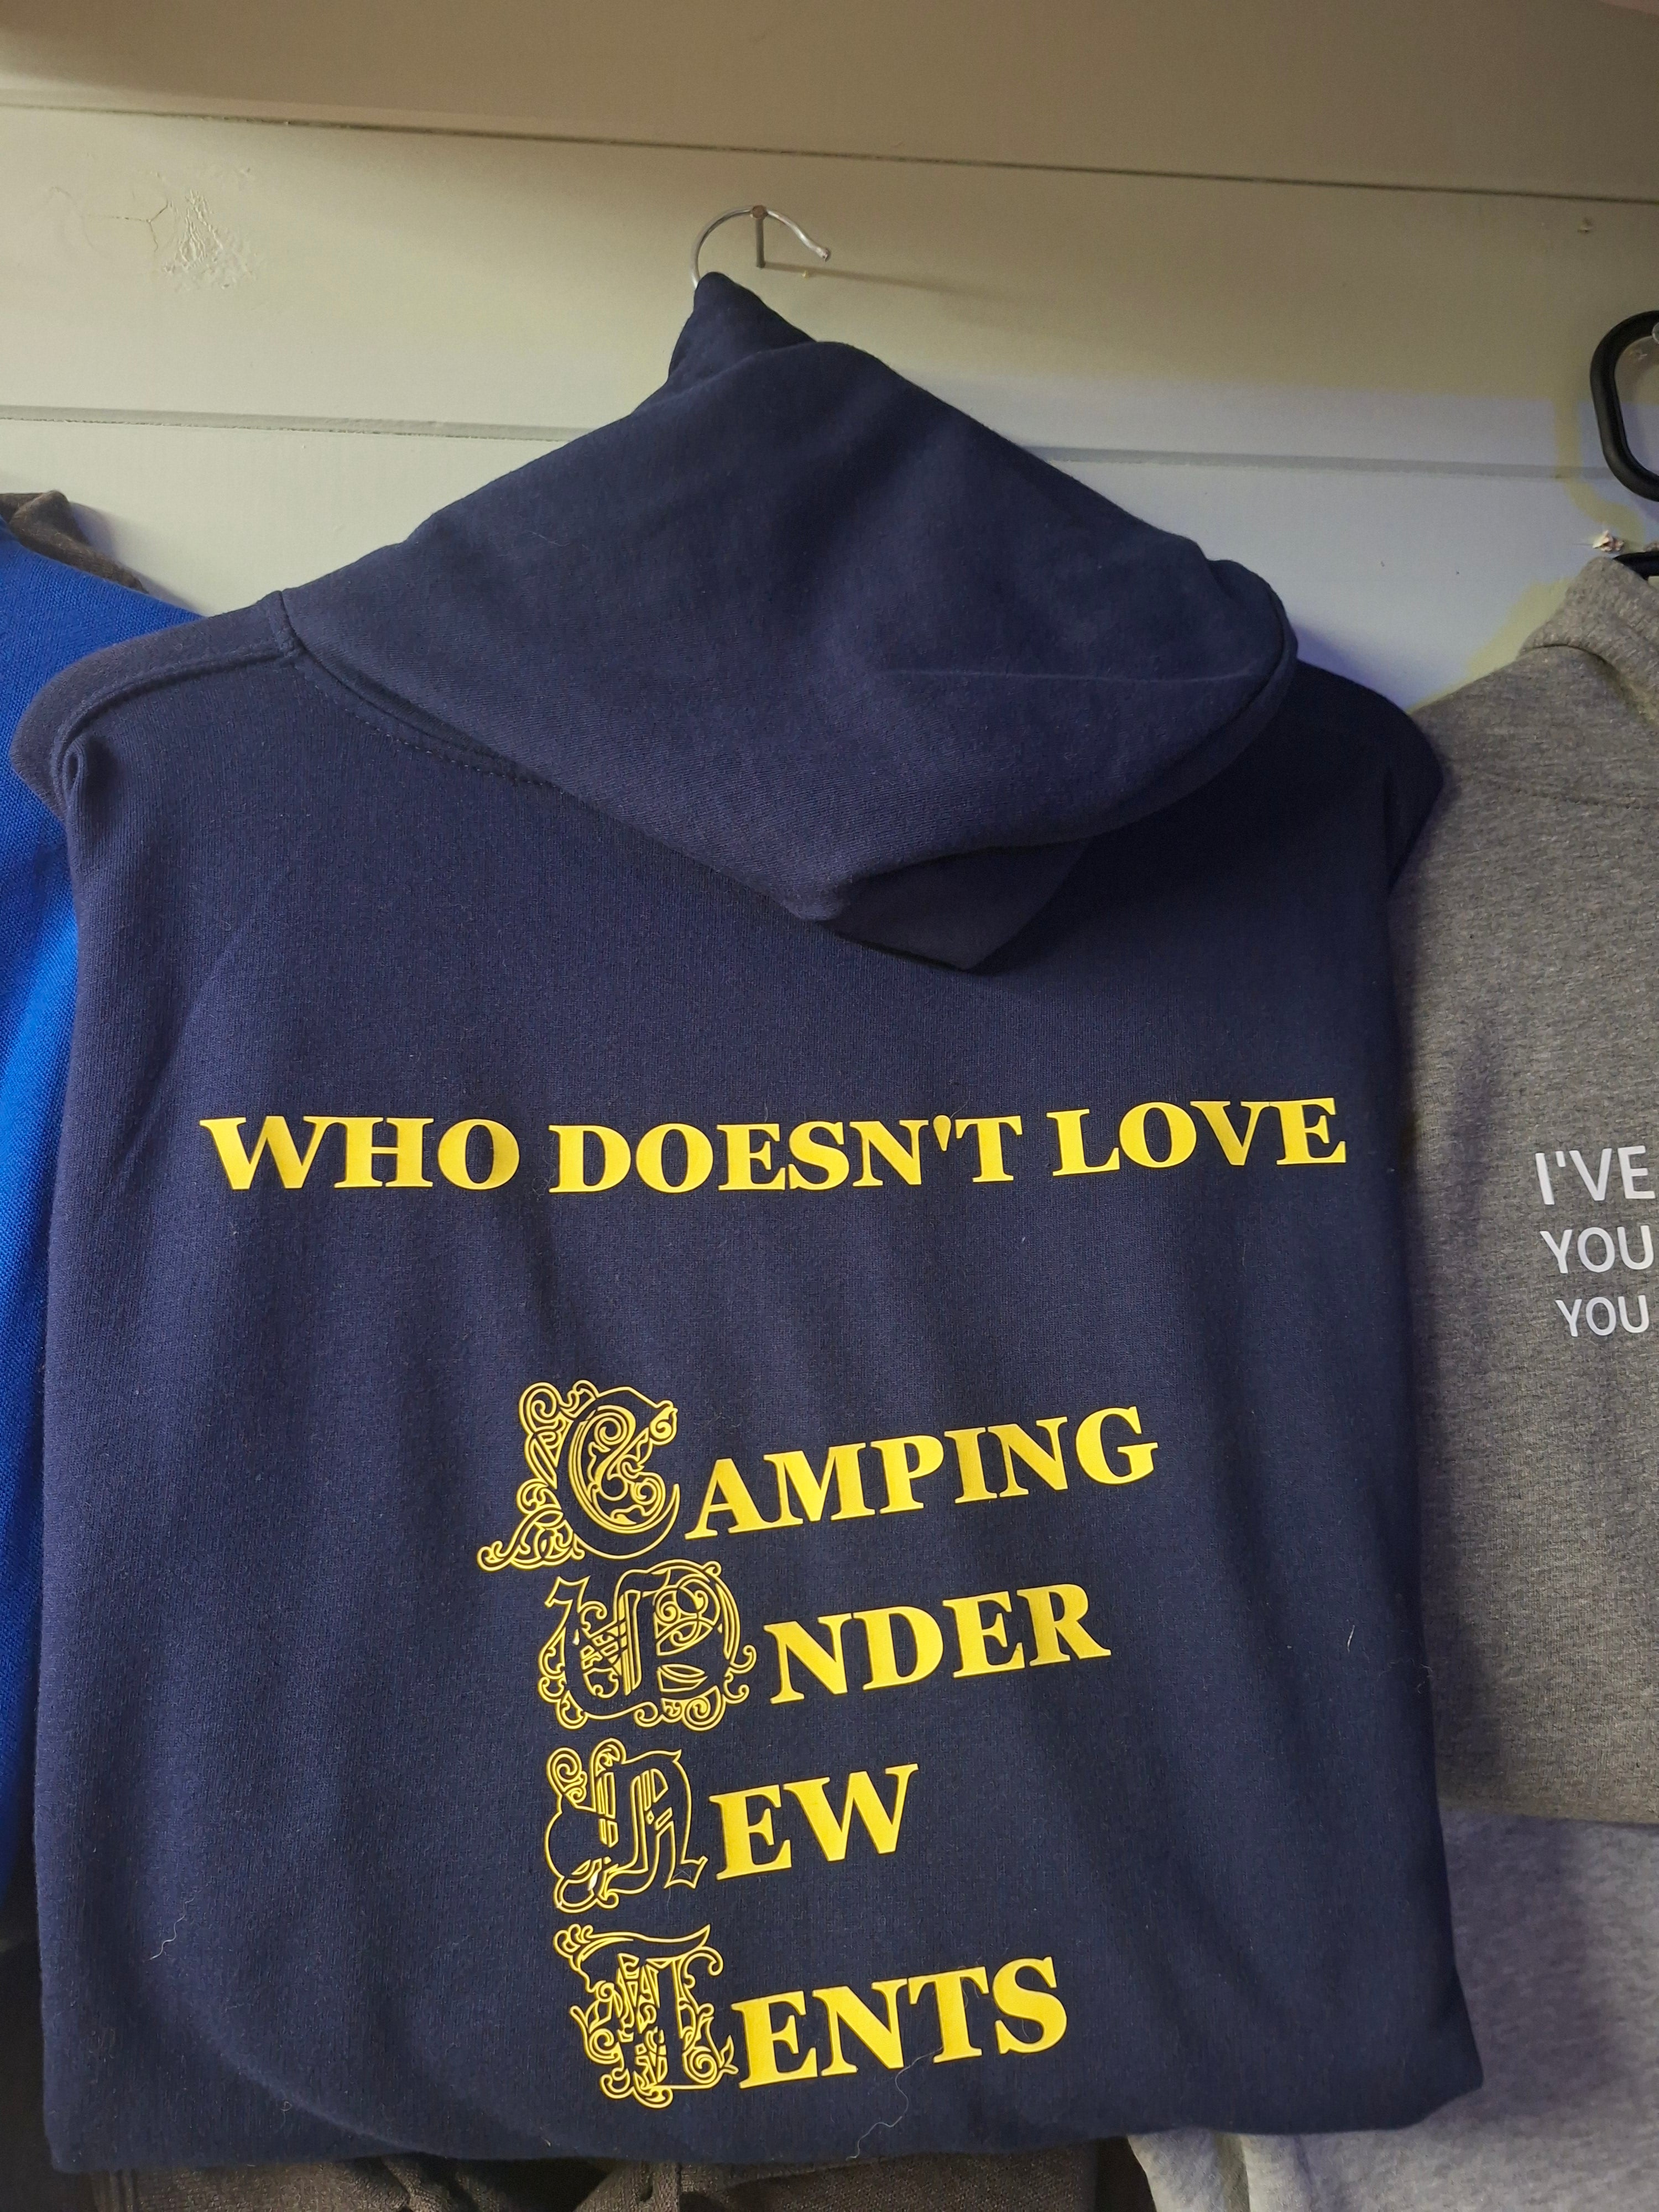 WHO DOESN'T LOVE
CAMPING
UNDER
NEW
TENTS
I'VE
YOU
YOU